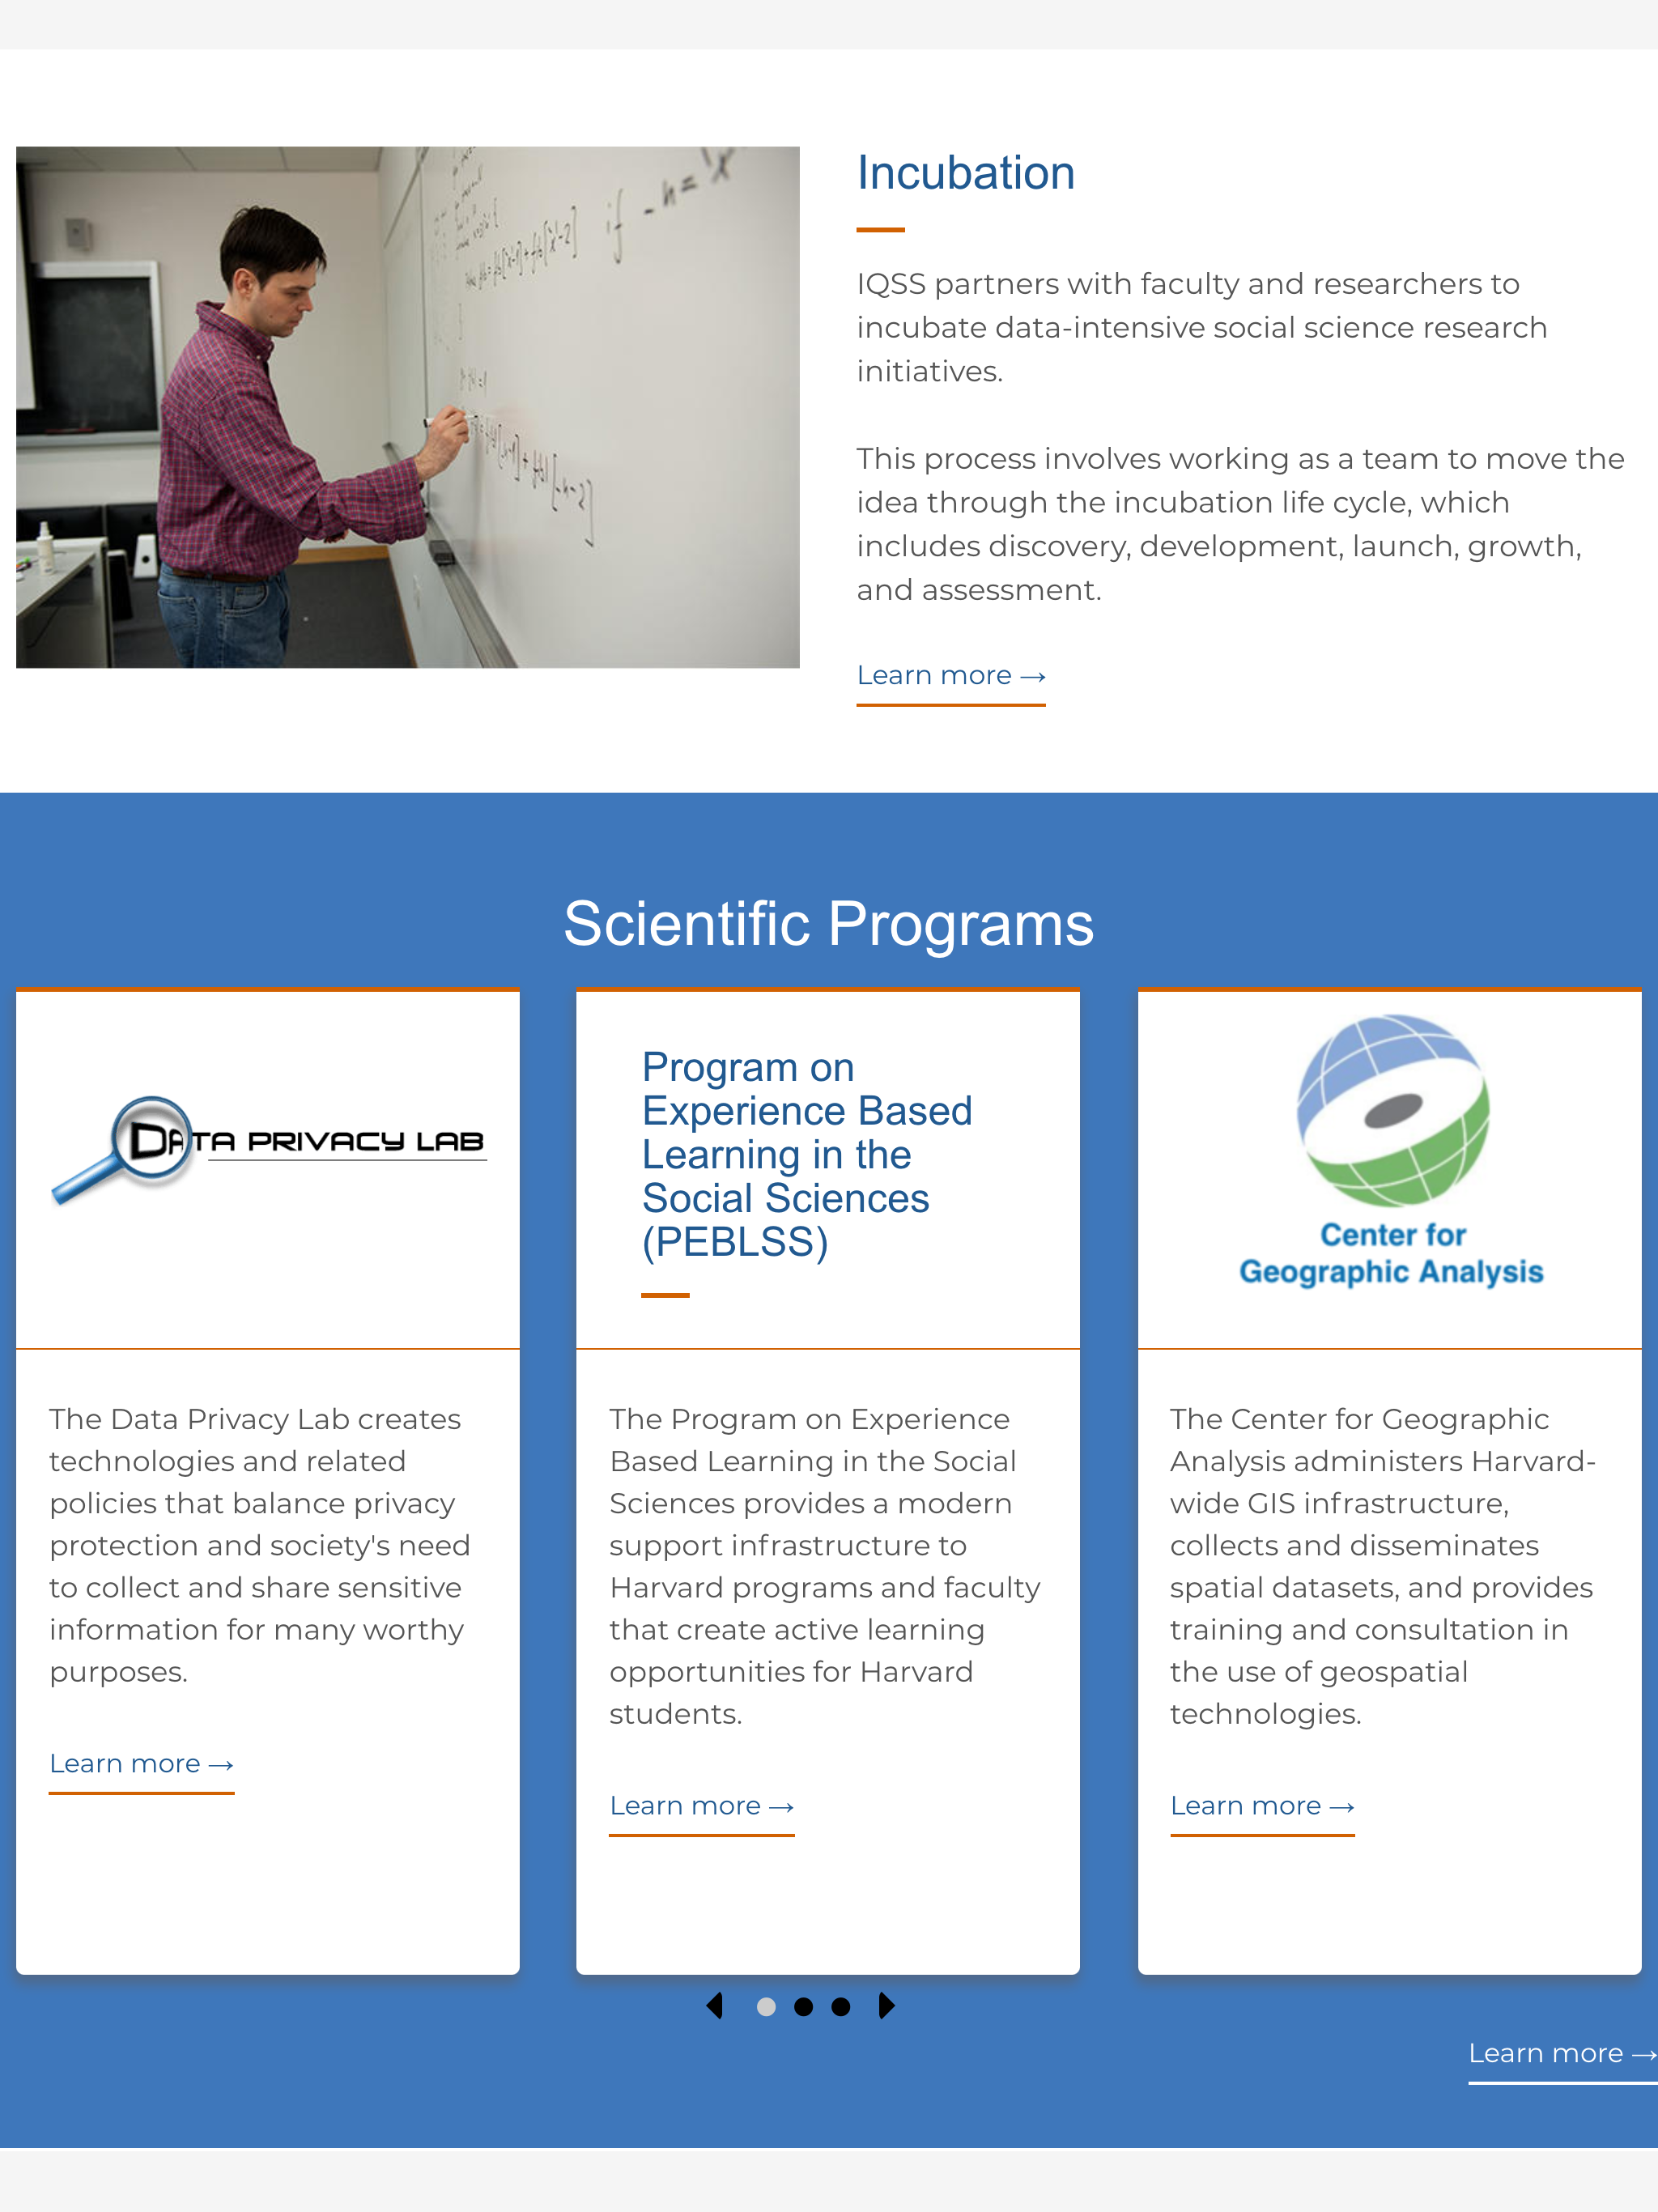 if -n = x
Incubation
IQSS partners with faculty and researchers to
incubate data-intensive social science research
initiatives.
This process involves working as a team to move the
idea through the incubation life cycle, which
includes discovery, development, launch, growth,
and assessment.
Learn more →
Scientific Programs
DATA PRIVACY LAB
The Data Privacy Lab creates
technologies and related
policies that balance privacy
protection and society's need
to collect and share sensitive
information for many worthy
purposes.
Learn more →
Program on
Experience Based
Learning in the
Social Sciences
(PEBLSS)
The Program on Experience
Based Learning in the Social
Sciences provides a modern
support infrastructure to
Harvard programs and faculty
that create active learning
opportunities for Harvard
students.
Learn more →
Center for
Geographic Analysis
The Center for Geographic
Analysis administers Harvard-
wide GIS infrastructure,
collects and disseminates
spatial datasets, and provides
training and consultation in
the use of geospatial
technologies.
Learn more →
Learn more →